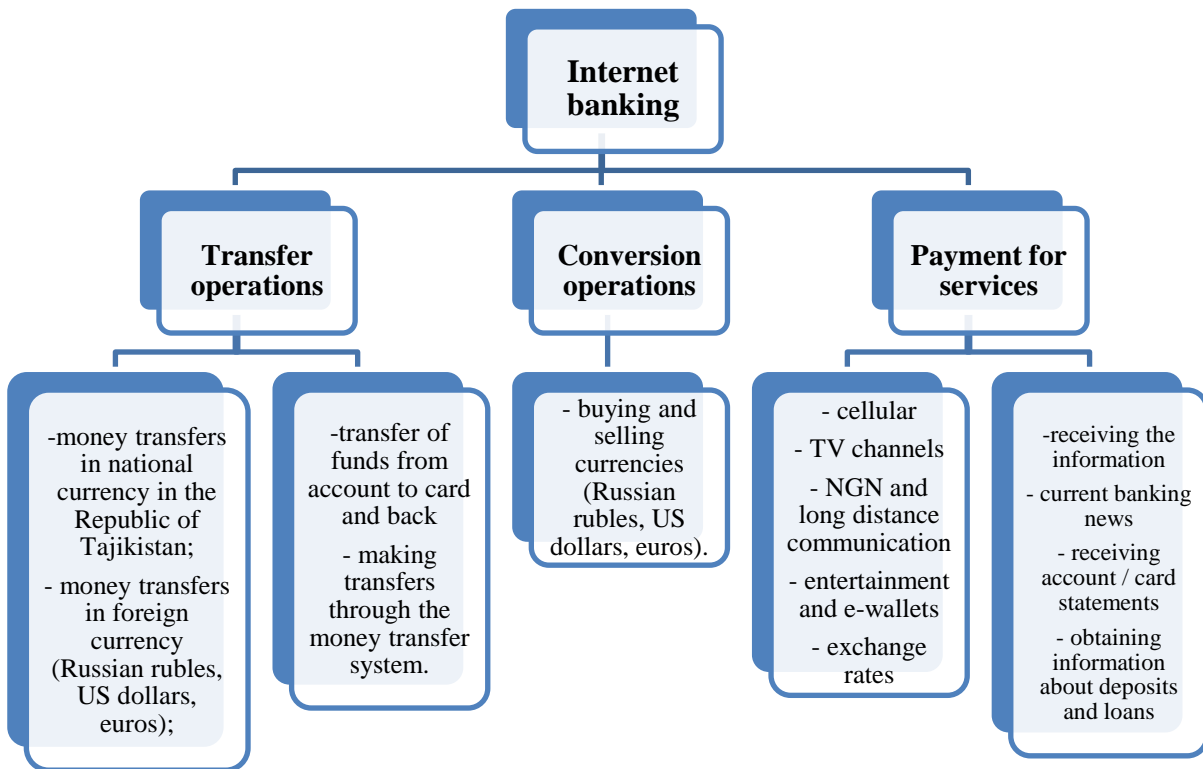 Internet
banking
Transfer
operations
Conversion
operations
Payment for
services
-money transfers
in national
currency in the
Republic of
Tajikistan;
- money transfers
in foreign
currency
(Russian rubles,
US dollars,
euros);
-transfer of
funds from
account to card
and back
- making
transfers
through the
money transfer
system.
- buying and
selling
currencies
(Russian
rubles, US
dollars, euros).
- cellular
- TV channels
- NGN and
long distance
communication
- entertainment
and e-wallets
- exchange
rates
-receiving the
information
- current banking
news
- receiving
account / card
statements
- obtaining
information
about deposits
and loans